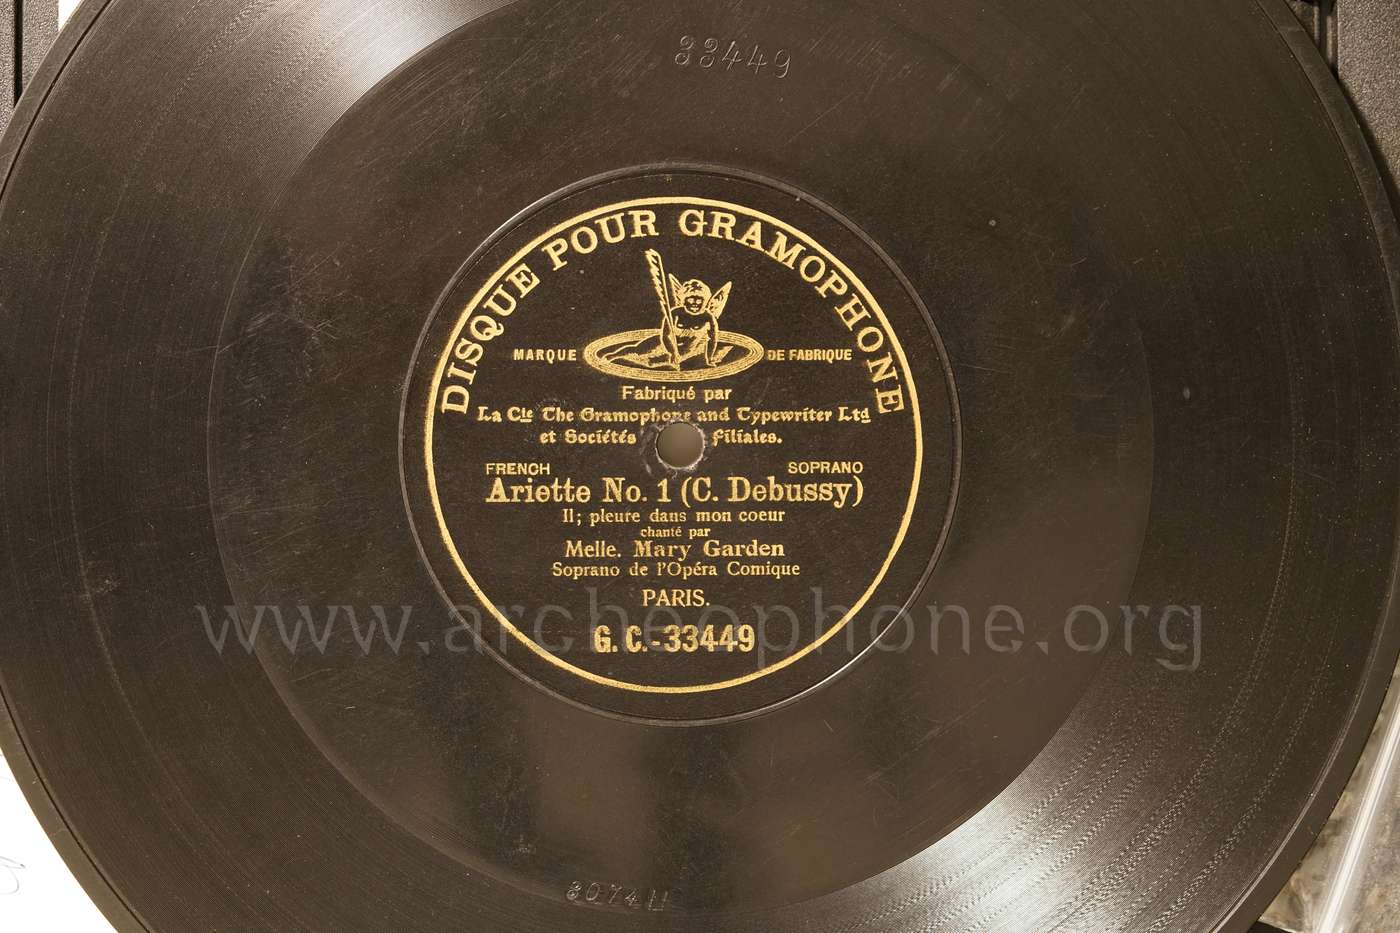 33449
DISQUE POUR GRAMOPHONE
MARQUE DE FABRIQUE
Fabriqué par
La Cie The Gramophone and Typewriter Ltd
et Sociétés filiales.
FRENCH SOPRANO
Ariette No. 1 (C. Debussy)
Il; pleure dans mon coeur
chanté par
Melle. Mary Garden
Soprano de l'Opéra Comique
PARIS.
www.archeophone.org
G. C.-33449